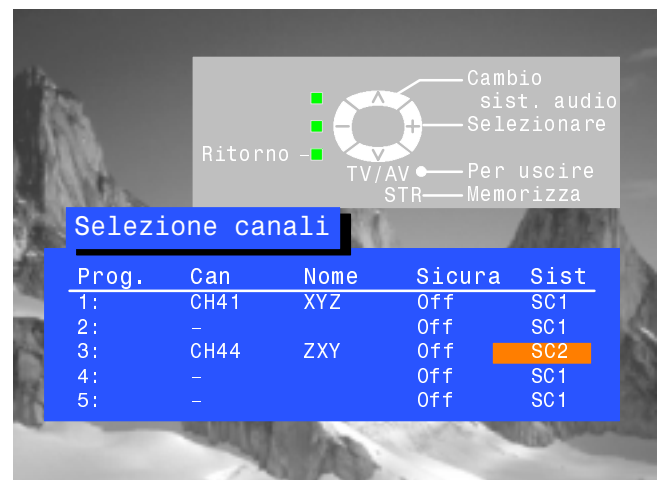 Cambio
sist. audio
Selezionare
Ritorno
TV/AV Per uscire
STR Memorizza
Selezione canali
Prog. Can Nome Sicura Sist
1: CH41 XYZ Off SC1
2: – Off SC1
3: CH44 ZXY Off SC2
4: – Off SC1
5: – Off SC1